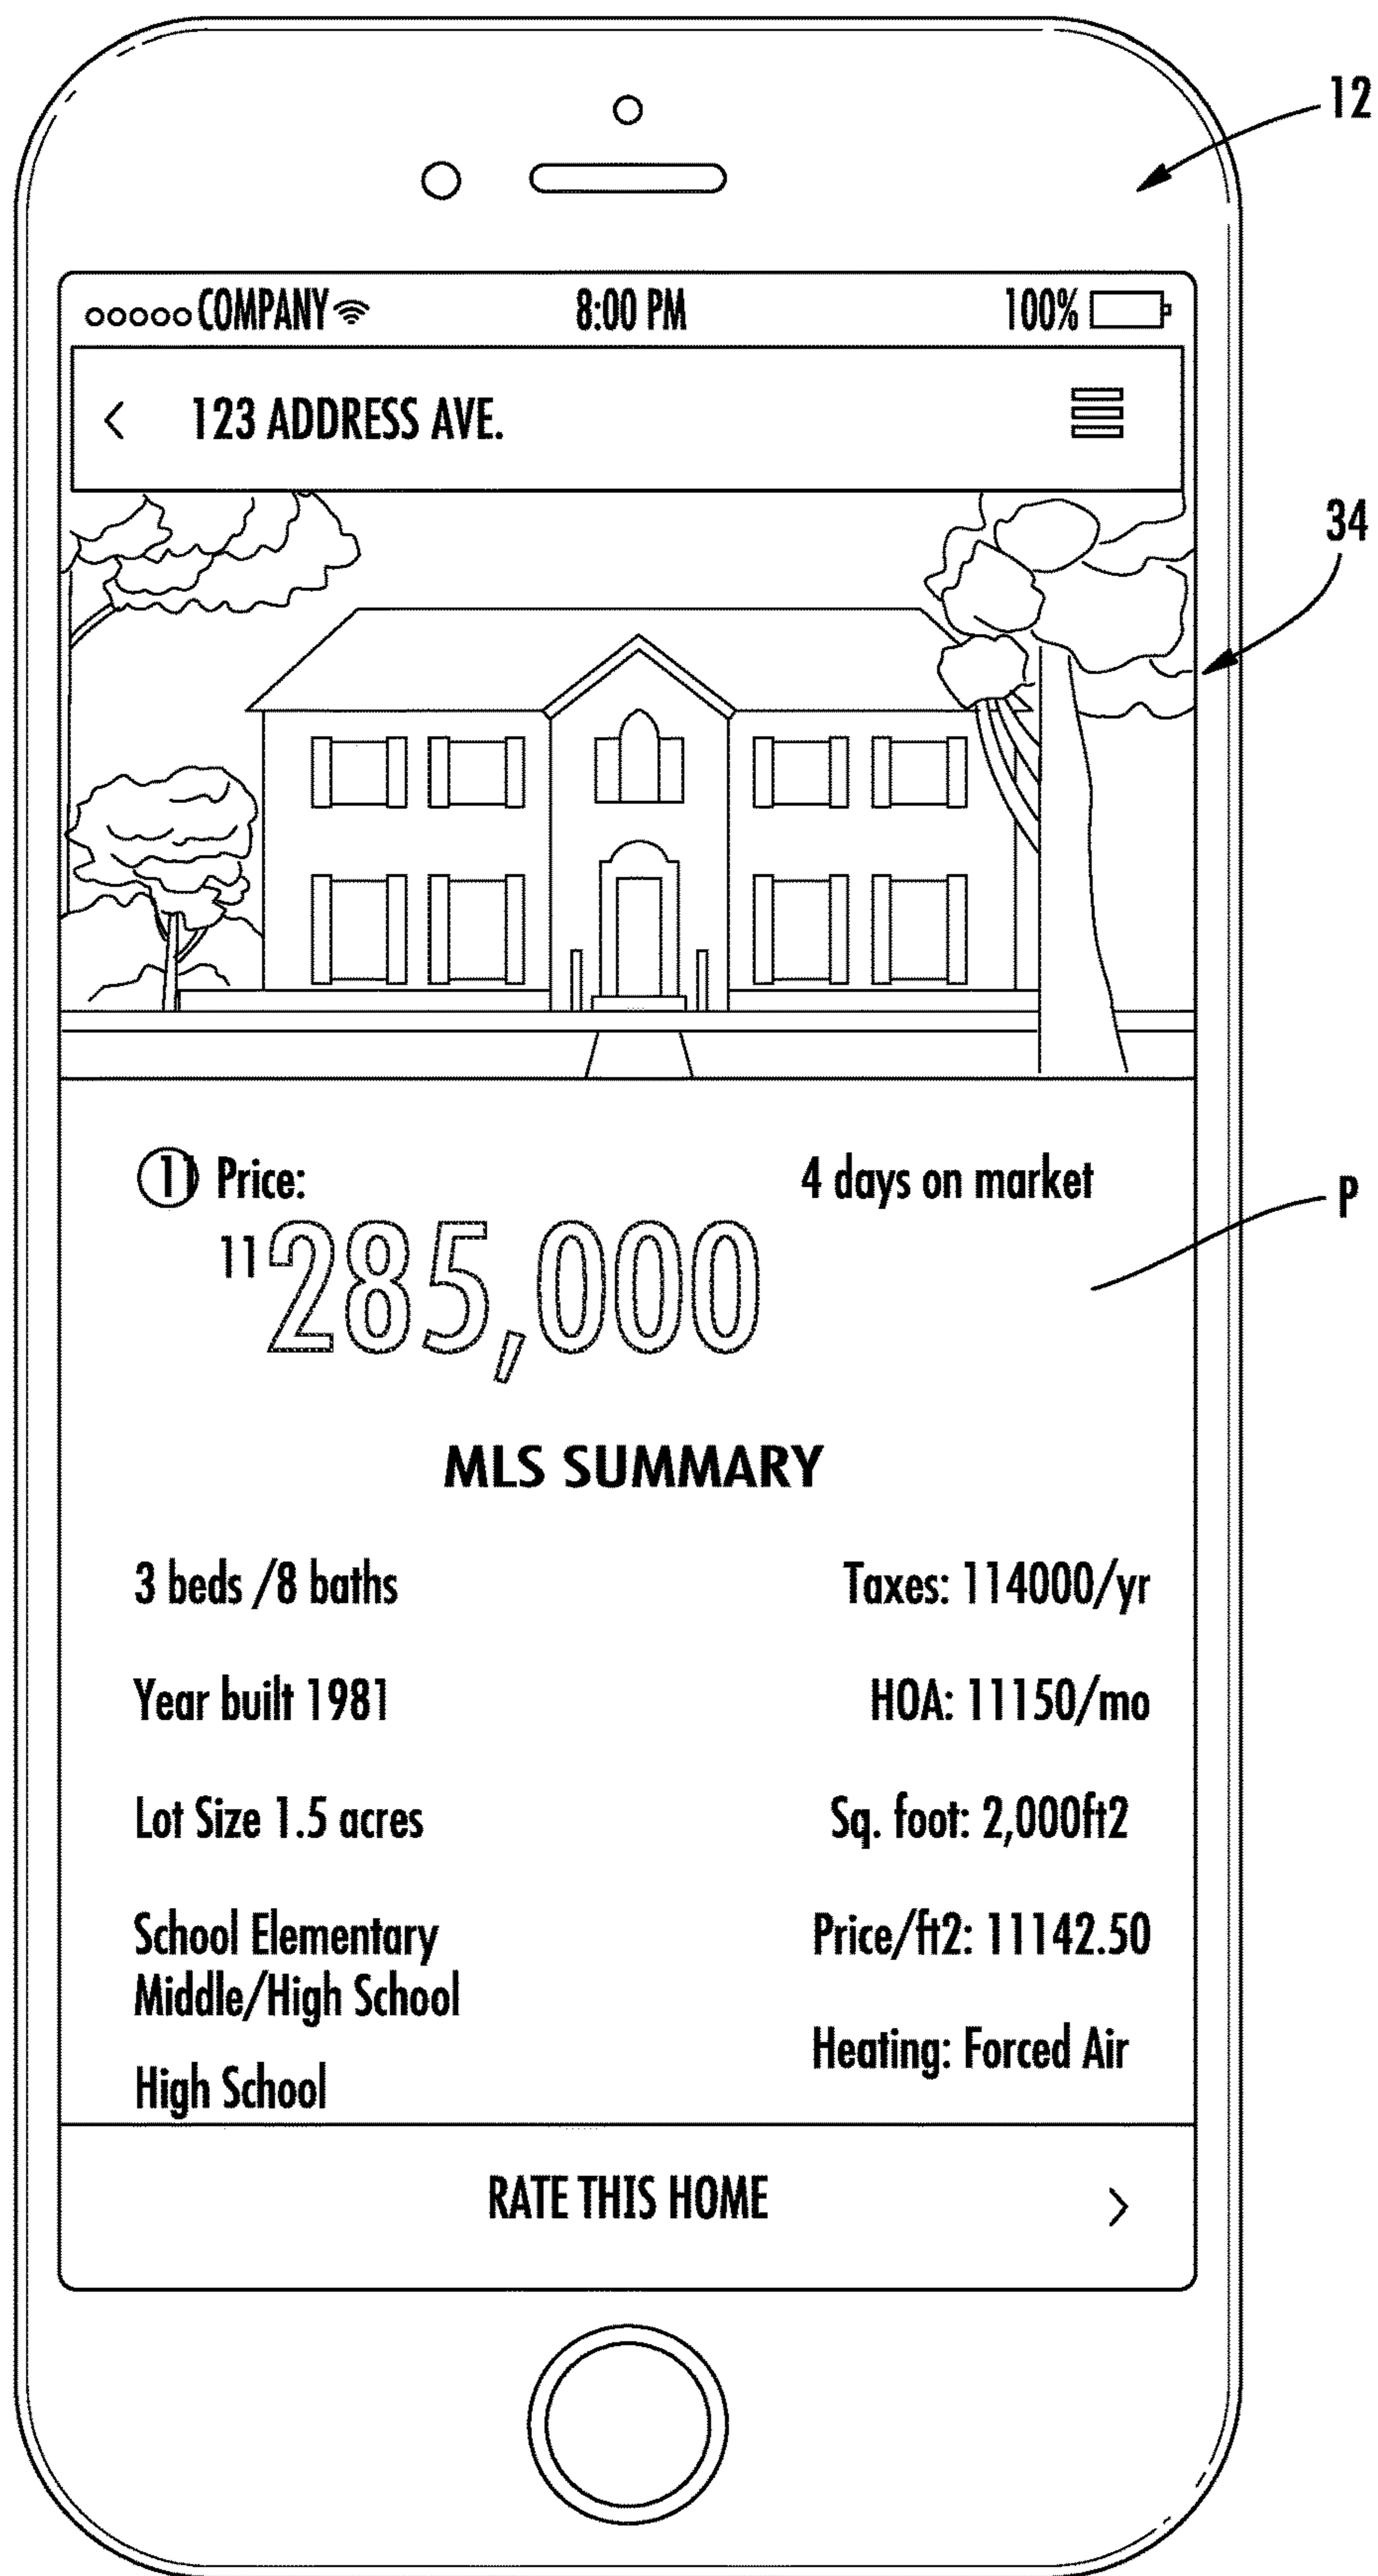 12
COMPANY 8:00 PM 100%
< 123 ADDRESS AVE.
34
11 Price: 4 days on market
P
11 285,000
MLS SUMMARY
3 beds /8 baths Taxes: 114000/yr
Year built 1981 HOA: 11150/mo
Lot Size 1.5 acres Sq. foot: 2,000ft2
School Elementary Price/ft2: 11142.50
Middle/High School
Heating: Forced Air
High School
RATE THIS HOME >